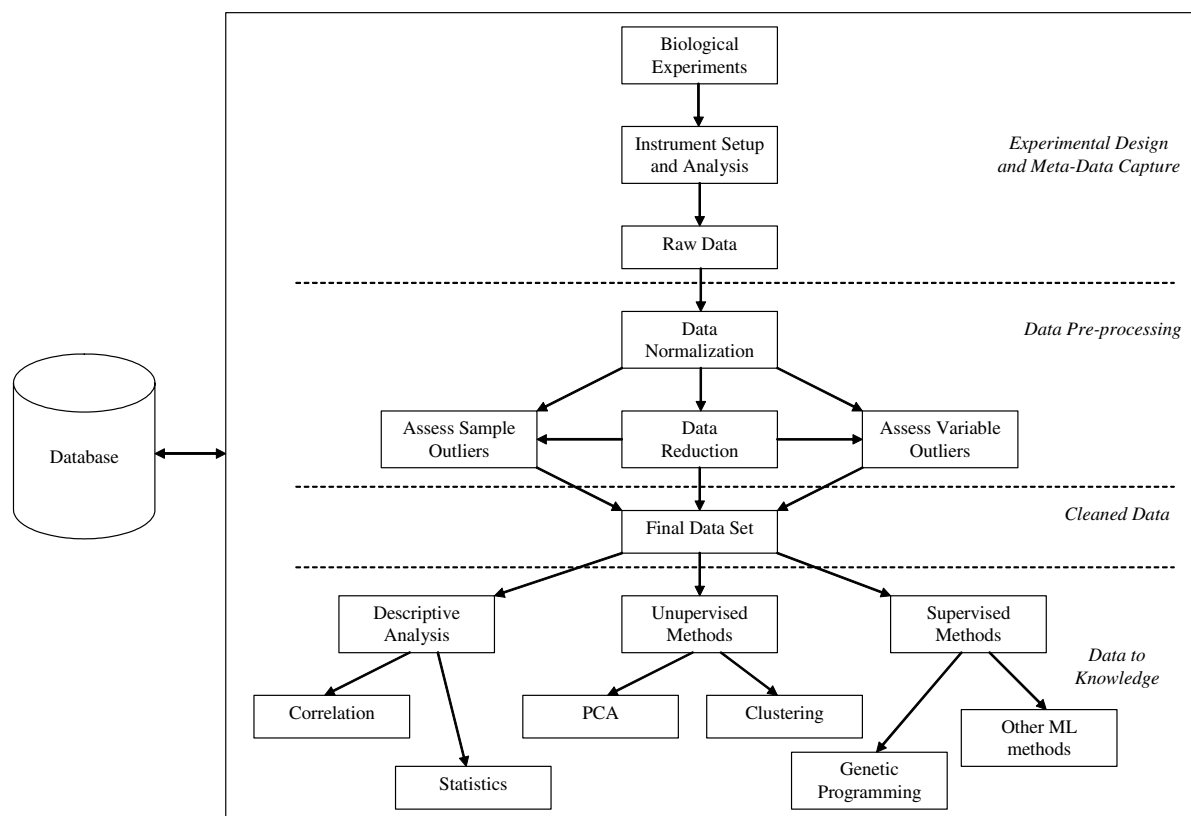 Biological
Experiments
Instrument Setup
and Analysis
Experimental Design
and Meta-Data Capture
Raw Data
Data
Normalization
Data Pre-processing
Assess Sample
Outliers
Data
Reduction
Assess Variable
Outliers
Database
Final Data Set
Cleaned Data
Descriptive
Analysis
Unupervised
Methods
Supervised
Methods
Data to
Knowledge
Correlation
PCA
Clustering
Other ML
methods
Statistics
Genetic
Programming